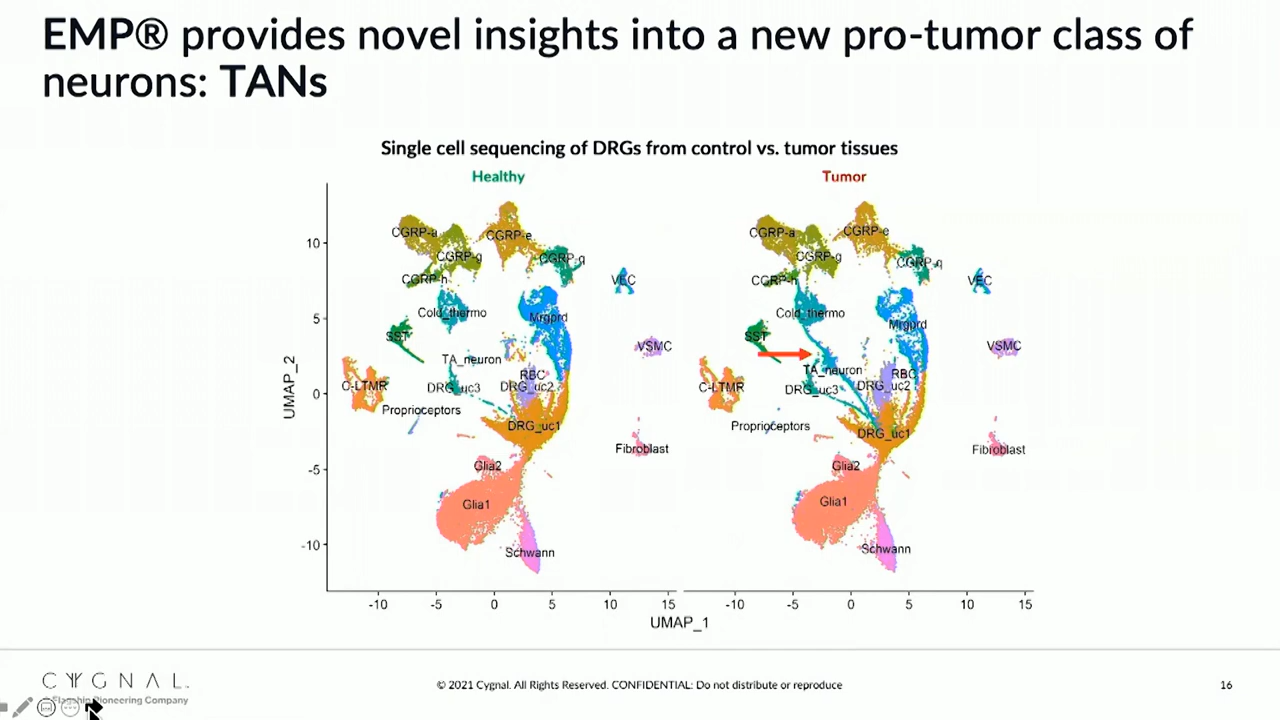 EMP® provides novel insights into a new pro-tumor class of
neurons: TANs
Single cell sequencing of DRGs from control vs. tumor tissues
Healthy
Tumor
UMAP_2
10
5
0
-5
-10
CGRP-a
CGRP-e
CGRP-g
CGRP-q
CGRP-h
VEC
Cold_thermo
Mrgprd
SST
VSMC
TA_neuron
RBC
C-LTMR
DRG_uc3
DRG_uc2
Proprioceptors
DRG_uc1
Fibroblast
Glia2
Glia1
Schwann
CGRP-a
CGRP-e
CGRP-g
CGRP-q
CGRP-h
VEC
Cold_thermo
Mrgprd
SST
VSMC
TA_neuron
RBC
C-LTMR
DRG_uc3
DRG_uc2
Proprioceptors
DRG_uc1
Fibroblast
Glia2
Glia1
Schwann
-10 -5 0 5 10 15
-10 -5 0 5 10 15
UMAP_1
CYGNAL
Flagship Pioneering Company
© 2021 Cygnal. All Rights Reserved. CONFIDENTIAL: Do not distribute or reproduce
16